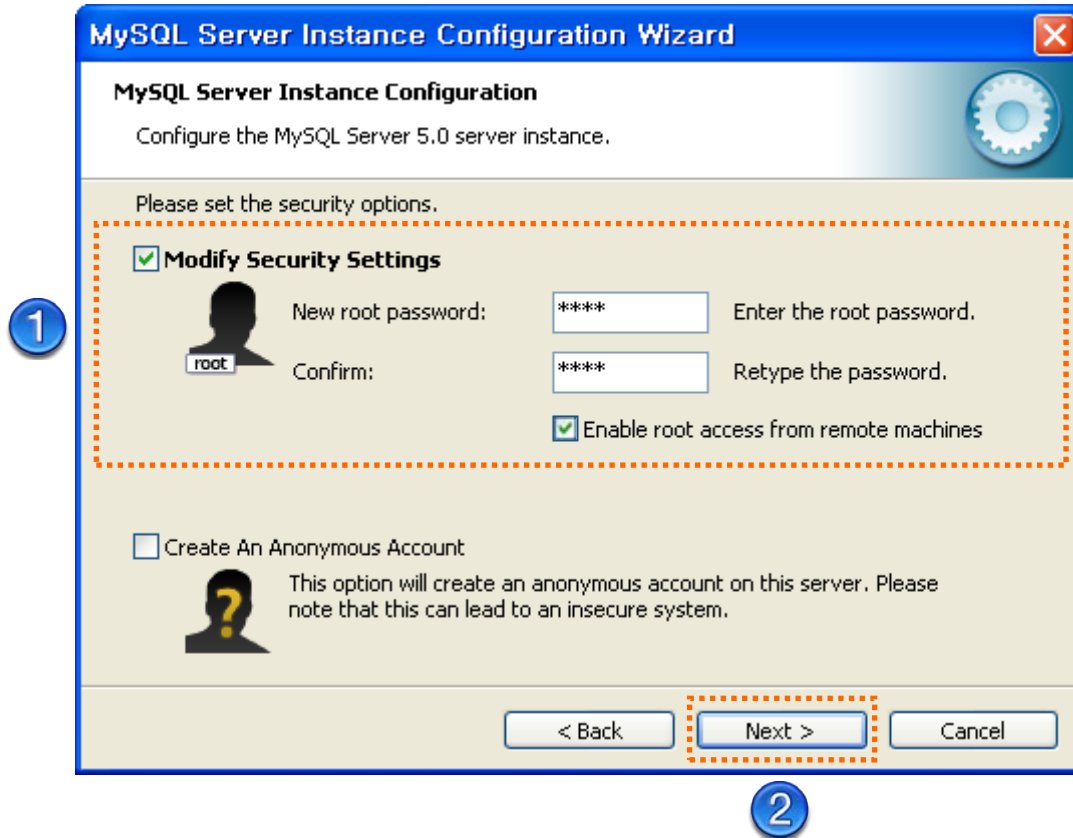 MySQL Server Instance Configuration Wizard
MySQL Server Instance Configuration
Configure the MySQL Server 5.0 server instance.
Please set the security options.
Modify Security Settings
1
root
New root password:
****
Enter the root password.
Confirm:
****
Retype the password.
Enable root access from remote machines
Create An Anonymous Account
?
This option will create an anonymous account on this server. Please
note that this can lead to an insecure system.
< Back
Next >
Cancel
2